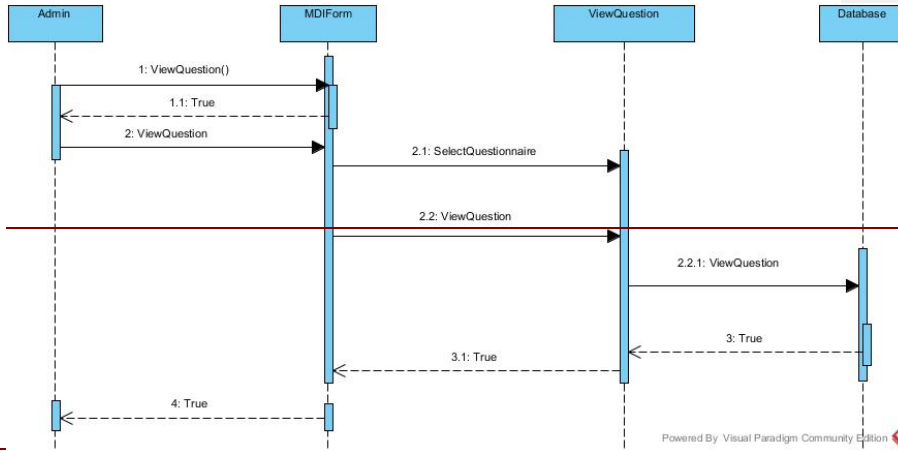 Admin
MDIForm
ViewQuestion
Database
1: ViewQuestion()
1.1: True
2: ViewQuestion
2.1: SelectQuestionnaire
2.2: ViewQuestion
2.2.1: ViewQuestion
3: True
3.1: True
4: True
Powered By Visual Paradigm Community Edition